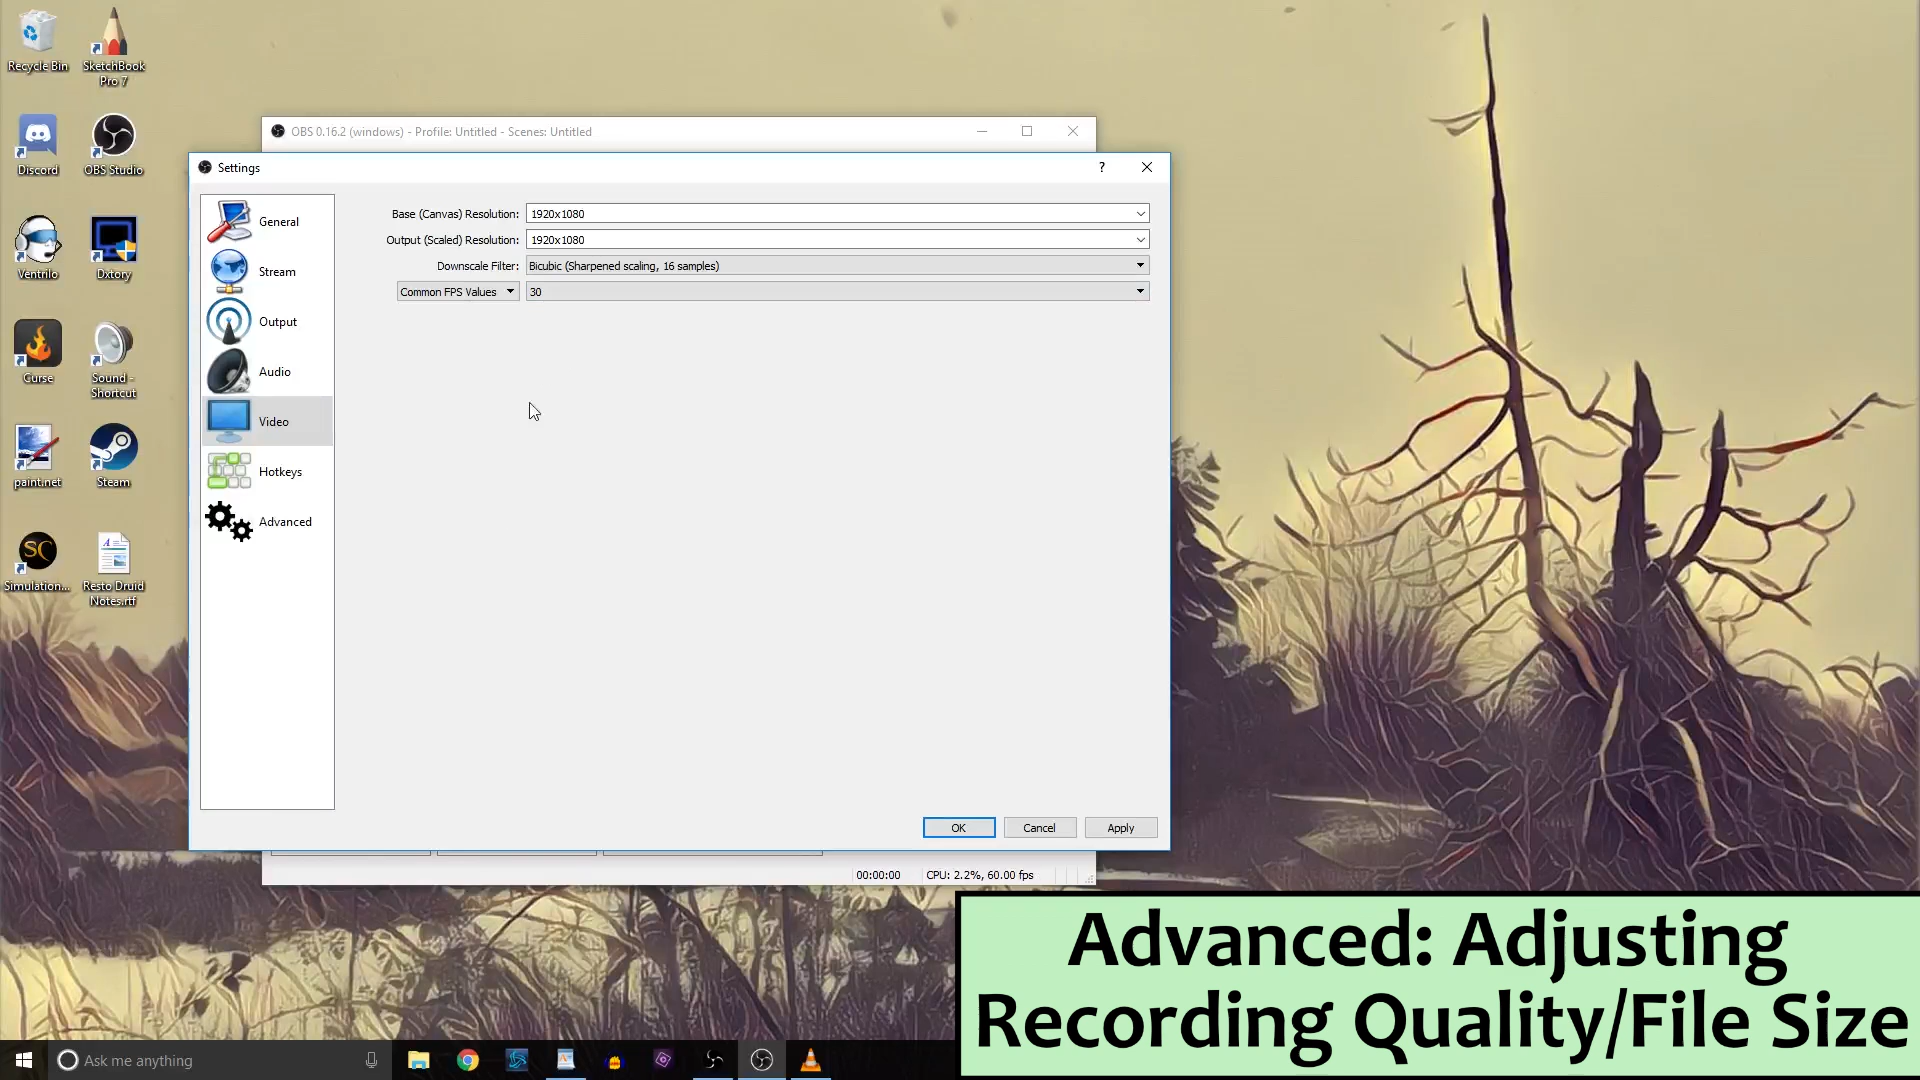 Recycle Bin
SketchBook
Pro 7
Discord
OBS Studio
Ventrilo
Dxtory
Curse
Sound -
Shortcut
paint.net
Steam
SC
Simulation...
Resto Druid
Notes.rtf
OBS 0.16.2 (windows) - Profile: Untitled - Scenes: Untitled
Settings
?
General
Stream
Output
Audio
Video
Hotkeys
Advanced
Base (Canvas) Resolution: 1920x1080
Output (Scaled) Resolution: 1920x1080
Downscale Filter: Bicubic (Sharpened scaling, 16 samples)
Common FPS Values 30
OK Cancel Apply
00:00:00 CPU: 2.2%, 60.00 fps
Advanced: Adjusting
Recording Quality/File Size
Ask me anything